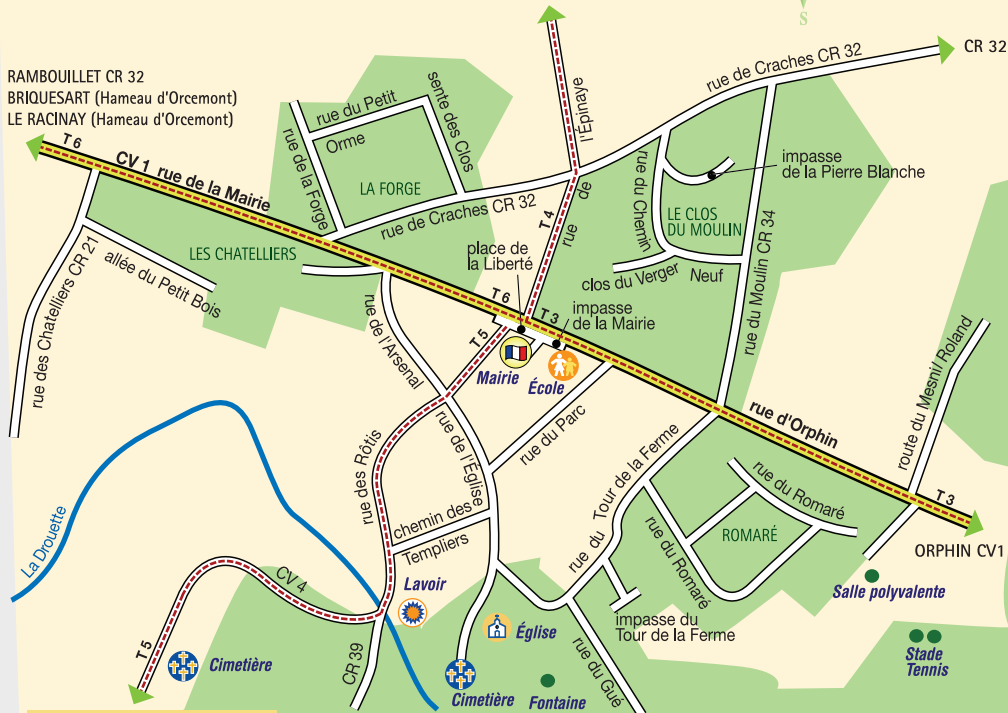 S
CR 32
RAMBOUILLET CR 32
BRIQUESART (Hameau d'Orcemont)
LE RACINAY (Hameau d'Orcemont)
T 6
CV 1 rue de la Mairie
rue du Petit
Orme
sente des Clos
rue de la Forge
LA FORGE
rue de Craches CR 32
rue de Craches CR 32
l'Épinaye
rue de
T 4
impasse
de la Pierre Blanche
rue du Chemin
Neuf
LE CLOS
DU MOULIN
clos du Verger
rue du Moulin CR 34
LES CHATELLIERS
allée du Petit Bois
rue des Chatelliers CR 21
place de
la Liberté
T 6
T 3
impasse
de la Mairie
T 5
rue de l'Arsenal
Mairie
École
rue du Parc
rue d'Orphin
route du Mesnil Roland
T 3
ORPHIN CV1
rue des Rôtis
rue de l'Église
chemin des
Templiers
rue du Tour de la Ferme
rue du Romaré
ROMARÉ
rue du Romaré
Salle polyvalente
La Drouette
CV 4
Lavoir
Église
impasse du
Tour de la Ferme
Stade
Tennis
T 5
Cimetière
CR 39
Cimetière
Fontaine
rue du Gué